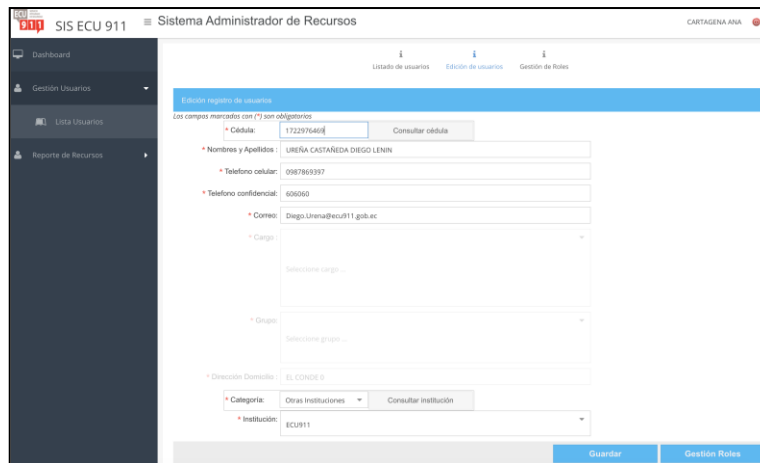 ECU 911
SIS ECU 911
Sistema Administrador de Recursos
CARTAGENA ANA
Dashboard
Gestión Usuarios
Lista Usuarios
Reporte de Recursos
Listado de usuarios Edición de usuarios Gestión de Roles
Edición registro de usuarios
Los campos marcados con (*) son obligatorios
* Cédula: 1722976469 Consultar cédula
* Nombres y Apellidos : UREÑA CASTAÑEDA DIEGO LENIN
* Telefono celular: 0987869397
* Telefono confidencial: 606060
* Correo: Diego.Urena@ecu911.gob.ec
* Cargo :
Seleccione cargo ...
* Grupo:
Seleccione grupo ...
* Dirección Domicilio : EL CONDE 0
* Categoría: Otras Instituciones Consultar institución
* Institución: ECU911
Guardar Gestión Roles